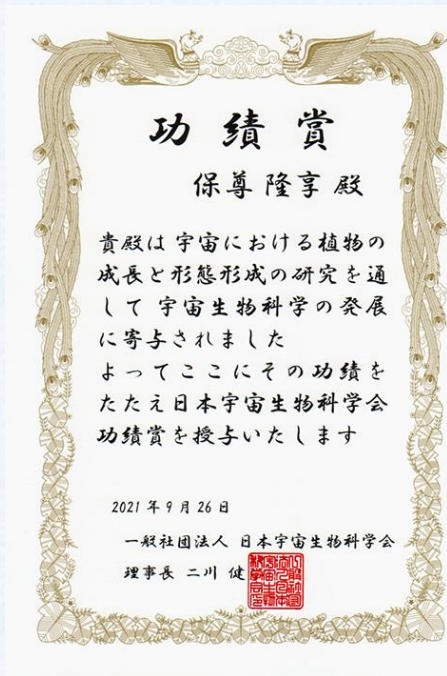 功績賞
保尊隆享殿
貴殿は宇宙における植物の
成長と形態形成の研究を通
して宇宙生物科学の発展
に寄与されました
よってここにその功績を
たたえ日本宇宙生物科学会
功績賞を授与いたします
2021年9月26日
一般社団法人 日本宇宙生物科学会
理事長 二川 健